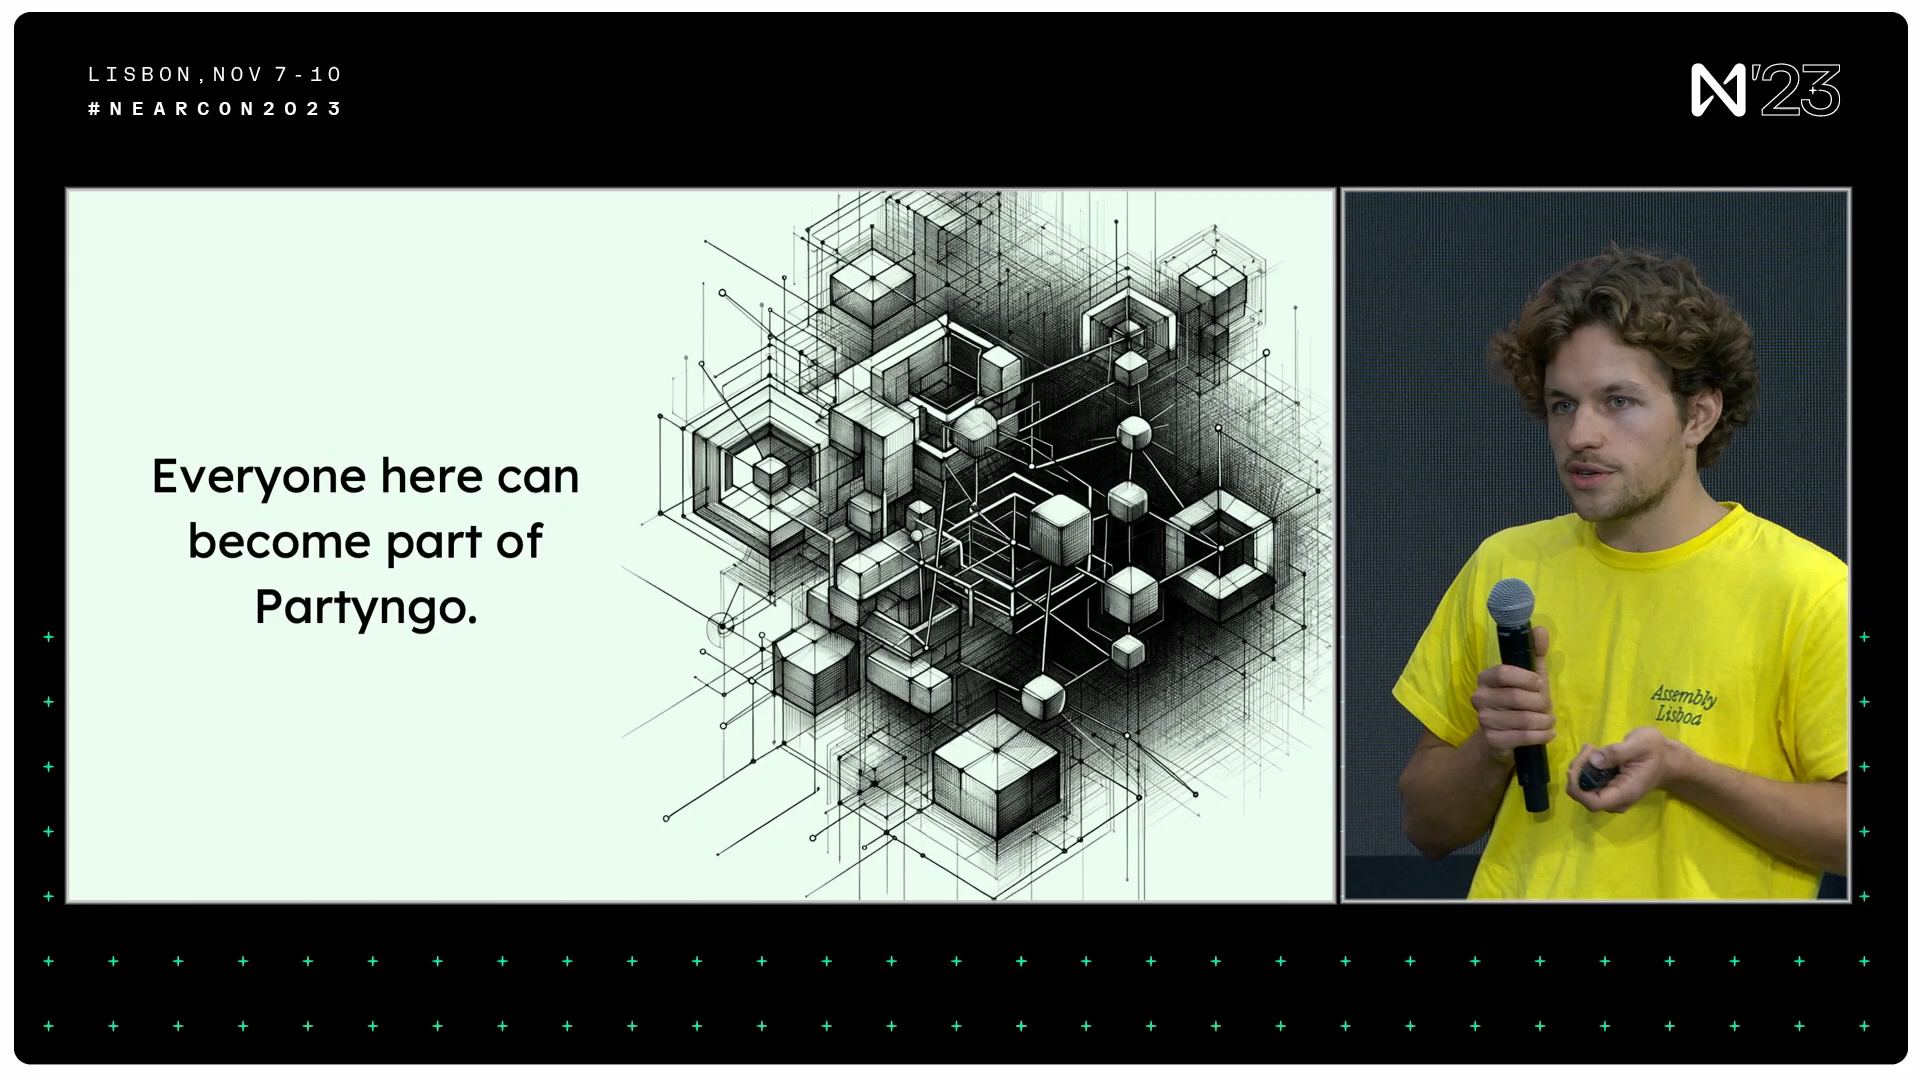 LISBON, NOV 7-10
#NEARCON2023
N'23
Everyone here can
become part of
Partyngo.
Assembly
Lisboa